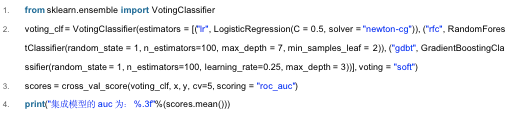 1. from sklearn.ensemble import VotingClassifier
2. voting_clf = VotingClassifier(estimators = [("lr", LogisticRegression(C = 0.5, solver ="newton-cg")), ("rfc", RandomFores
tClassifier(random_state = 1, n_estimators=100, max_depth = 7, min_samples_leaf = 2)), ("gdbt", GradientBoostingCla
ssifier(random_state = 1, n_estimators=100, learning_rate=0.25, max_depth = 3))], voting = "soft")
3. scores = cross_val_score(voting_clf, x, y, cv=5, scoring = "roc_auc")
4. print("集成模型的 auc 为： %.3f"%(scores.mean()))